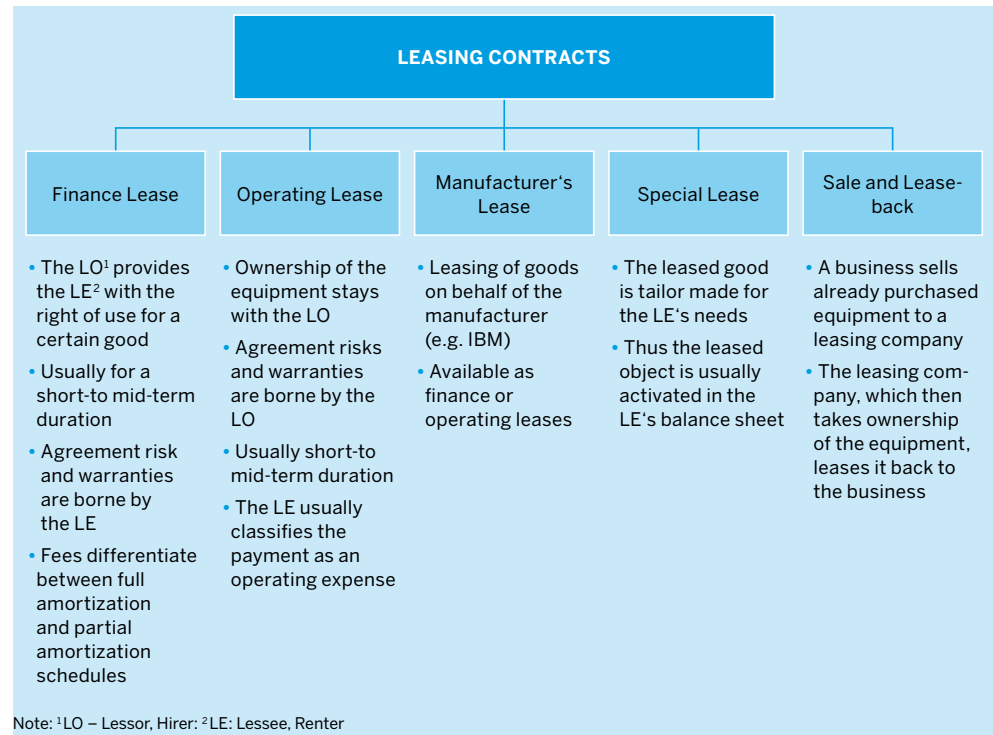 LEASING CONTRACTS
Finance Lease
• The LO¹ provides
the LE² with the
right of use for a
certain good
• Usually for a
short-to mid-term
duration
• Agreement risk
and warranties
are borne by
the LE
• Fees differentiate
between full
amortization
and partial
amortization
schedules
Operating Lease
• Ownership of the
equipment stays
with the LO
• Agreement risks
and warranties
are borne by the
LO
• Usually short-to
mid-term duration
• The LE usually
classifies the
payment as an
operating expense
Manufacturer‘s
Lease
• Leasing of goods
on behalf of the
manufacturer
(e.g. IBM)
• Available as
finance or
operating leases
Special Lease
• The leased good
is tailor made for
the LE‘s needs
• Thus the leased
object is usually
activated in the
LE‘s balance sheet
Sale and Lease-
back
• A business sells
already purchased
equipment to a
leasing company
• The leasing com-
pany, which then
takes ownership
of the equipment,
leases it back to
the business
Note: ¹LO – Lessor, Hirer: ²LE: Lessee, Renter